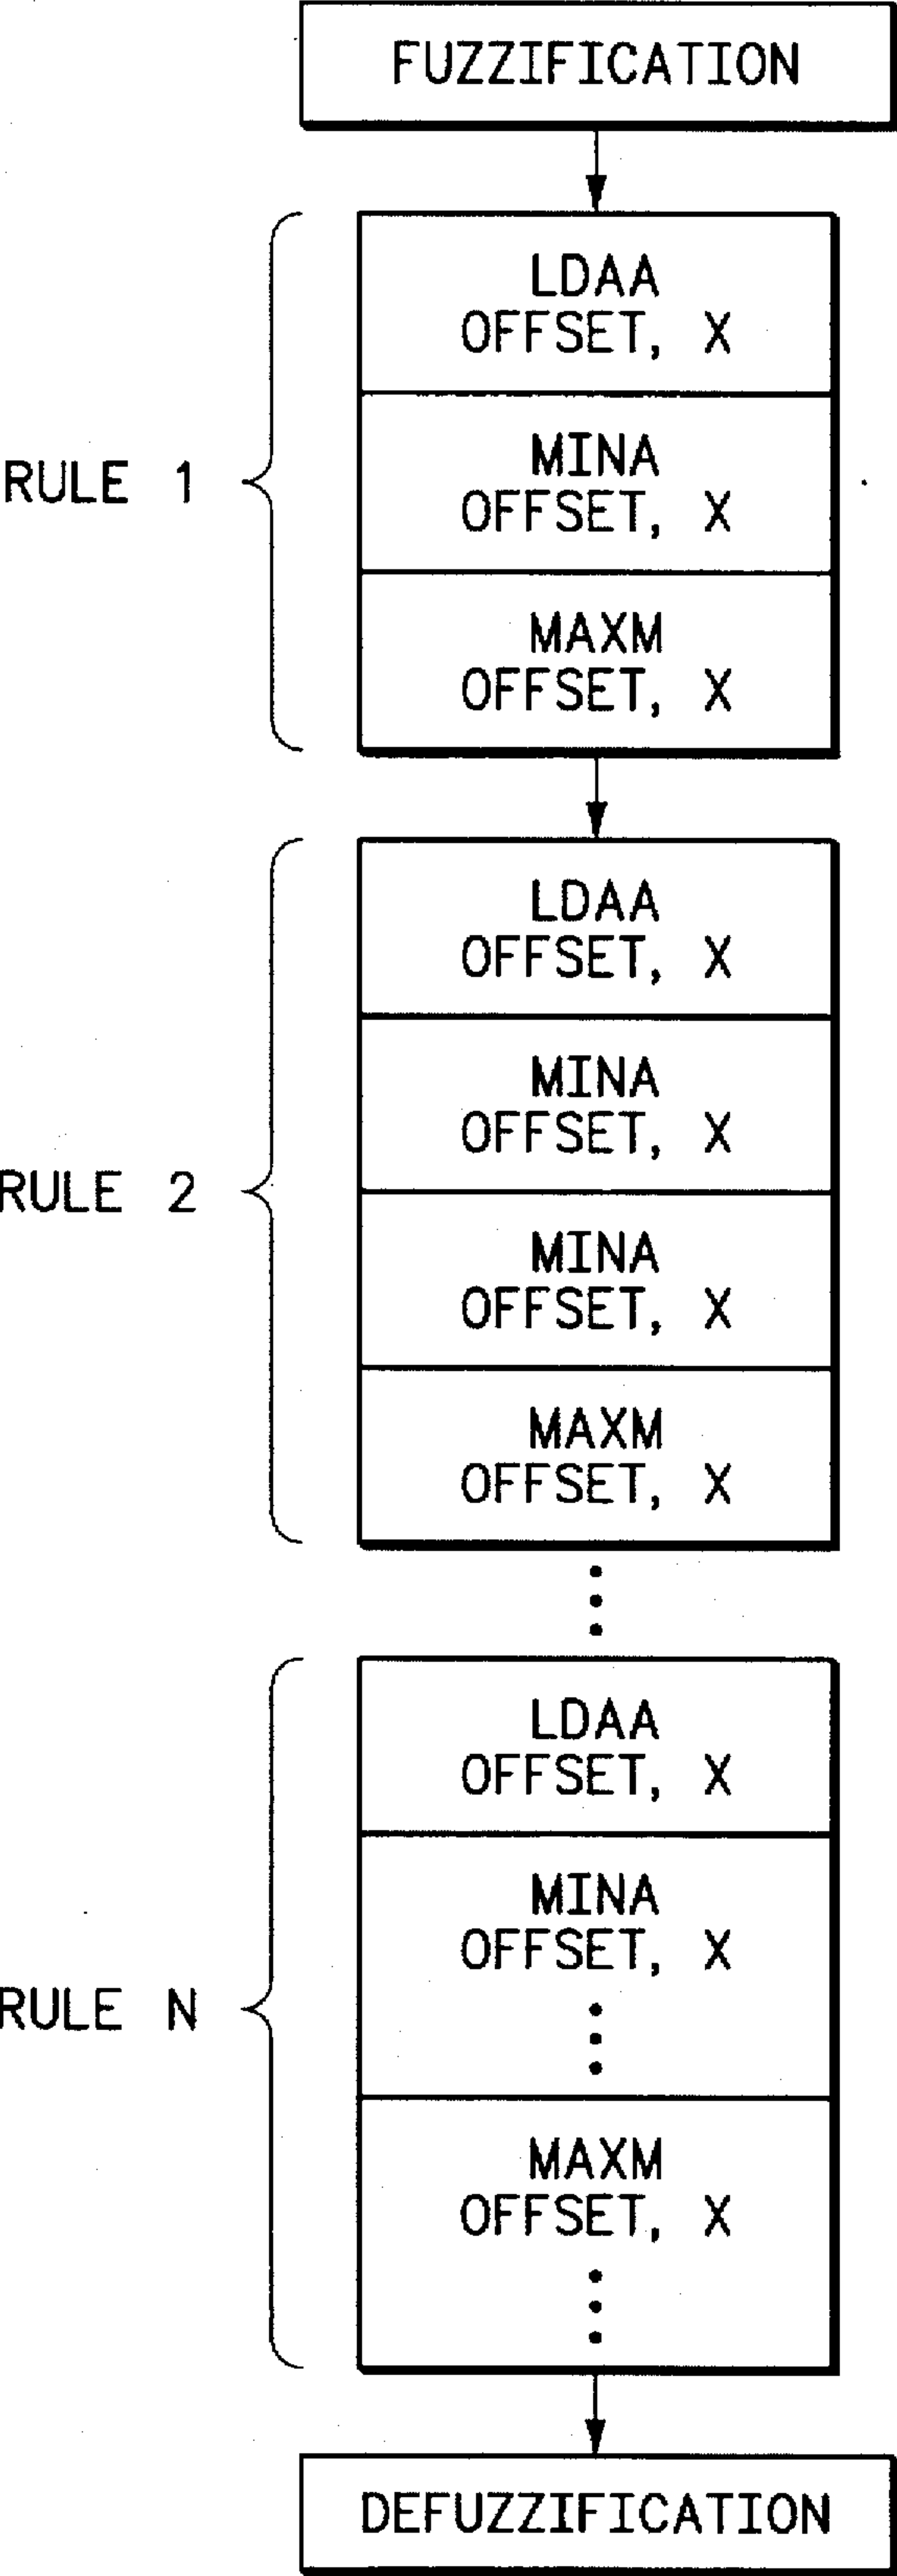 FUZZIFICATION
RULE 1
LDAA
OFFSET, X
MINA
OFFSET, X
MAXM
OFFSET, X
RULE 2
LDAA
OFFSET, X
MINA
OFFSET, X
MINA
OFFSET, X
MAXM
OFFSET, X
RULE N
LDAA
OFFSET, X
MINA
OFFSET, X
MAXM
OFFSET, X
DEFUZZIFICATION